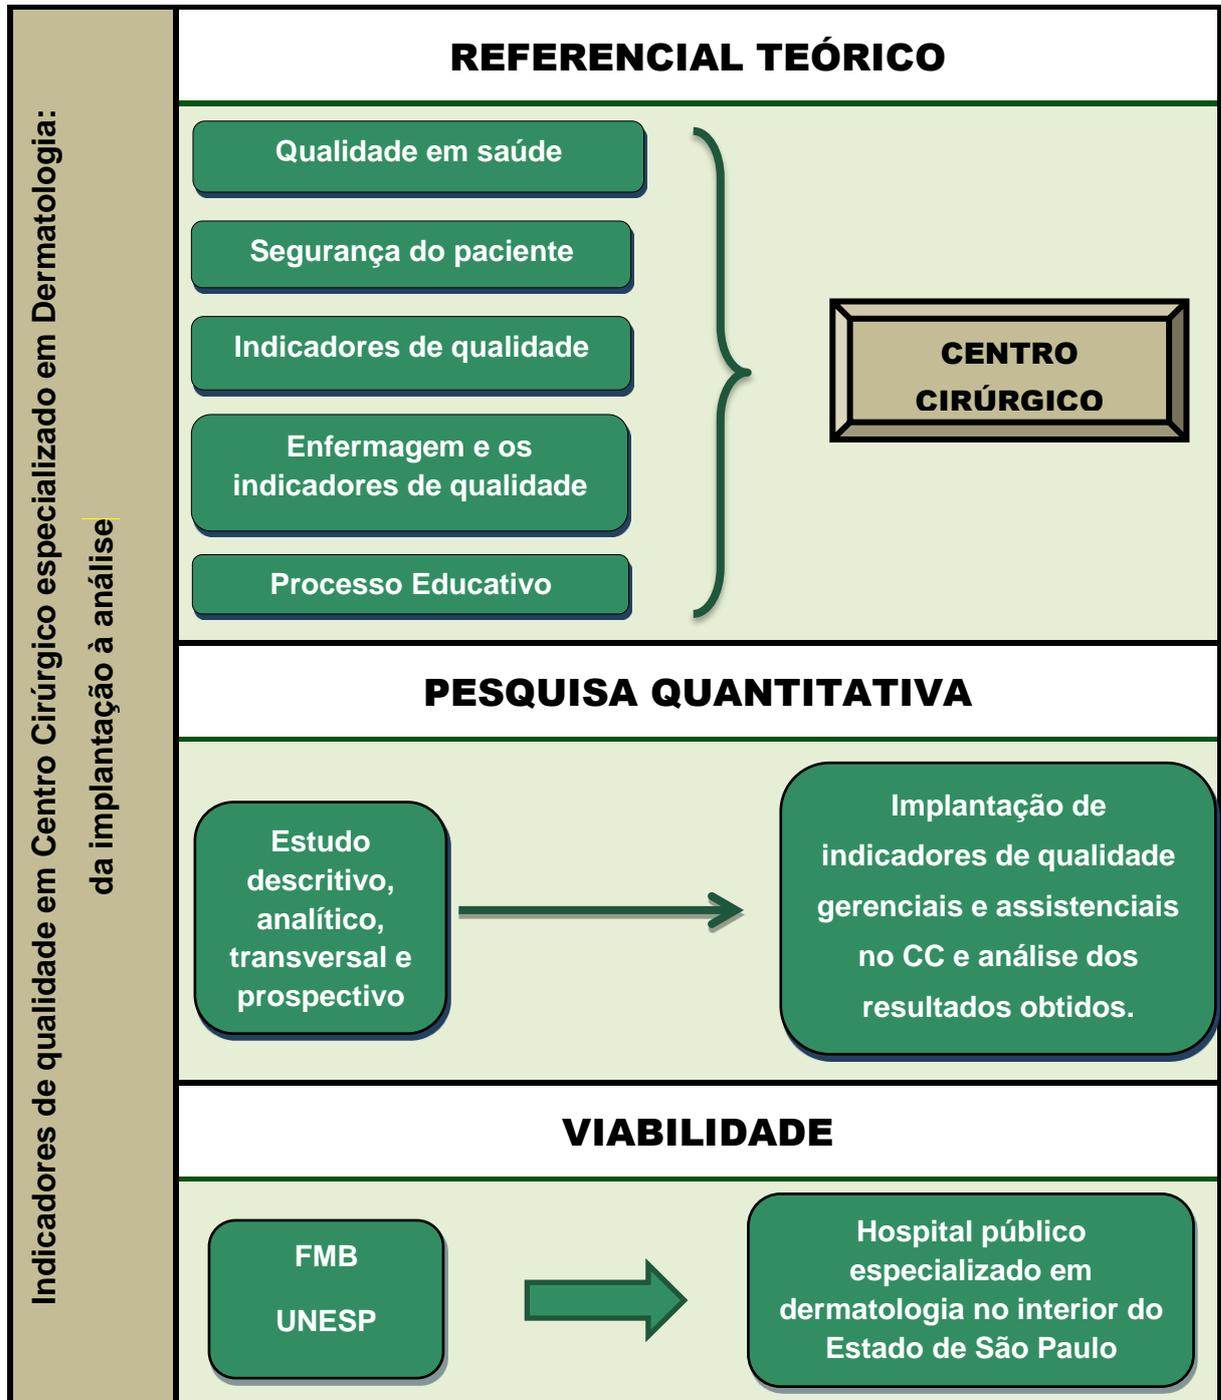 Indicadores de qualidade em Centro Cirúrgico especializado em Dermatologia:
da implantação à análise
REFERENCIAL TEÓRICO
Qualidade em saúde
Segurança do paciente
Indicadores de qualidade
Enfermagem e os
indicadores de qualidade
Processo Educativo
CENTRO
CIRÚRGICO
PESQUISA QUANTITATIVA
Estudo
descritivo,
analítico,
transversal e
prospectivo
Implantação de
indicadores de qualidade
gerenciais e assistenciais
no CC e análise dos
resultados obtidos.
VIABILIDADE
FMB
UNESP
Hospital público
especializado em
dermatologia no interior do
Estado de São Paulo